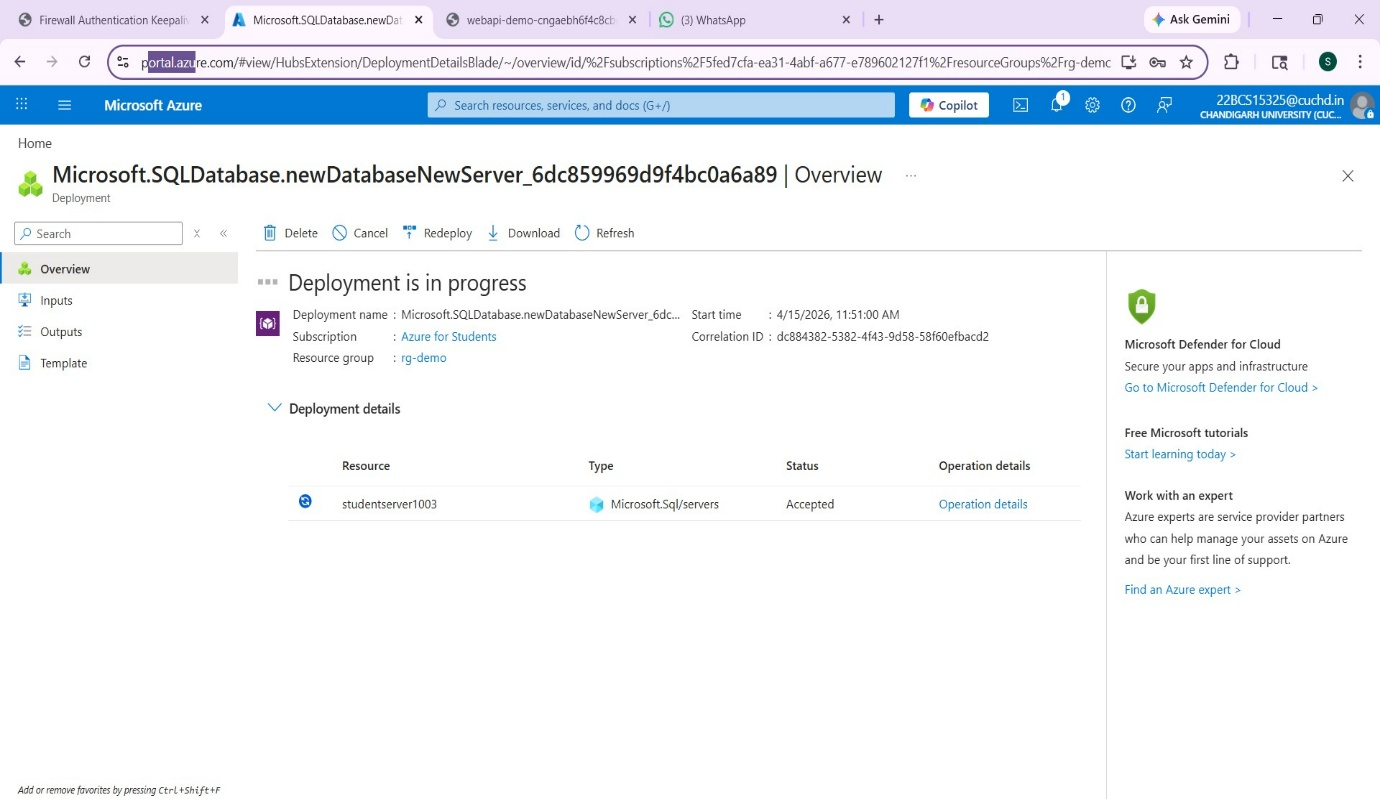 Firewall Authentication Keepaliv
Microsoft.SQLDatabase.newDat
webapi-demo-cngaebh6f4c8cb
(3) WhatsApp
Ask Gemini
portal.azure.com/#view/HubsExtension/DeploymentDetailsBlade/~/overview/id/%2Fsubscriptions%2F5fed7cfa-ea31-4abf-a677-e789602127f1%2FresourceGroups%2Frg-demo
S
Microsoft Azure
Search resources, services, and docs (G+/)
Copilot
1
22BCS15325@cuchd.in
CHANDIGARH UNIVERSITY (CUC...
Home
Microsoft.SQLDatabase.newDatabaseNewServer_6dc859969d9f4bc0a6a89 | Overview ...
Deployment
Search
Delete
Cancel
Redeploy
Download
Refresh
Overview
Inputs
Outputs
Template
Deployment is in progress
Deployment name : Microsoft.SQLDatabase.newDatabaseNewServer_6dc...
Subscription : Azure for Students
Resource group : rg-demo
Start time : 4/15/2026, 11:51:00 AM
Correlation ID : dc884382-5382-4f43-9d58-58f60efbacd2
Deployment details
Resource Type Status Operation details
studentserver1003 Microsoft.Sql/servers Accepted Operation details
Microsoft Defender for Cloud
Secure your apps and infrastructure
Go to Microsoft Defender for Cloud >
Free Microsoft tutorials
Start learning today >
Work with an expert
Azure experts are service provider partners
who can help manage your assets on Azure
and be your first line of support.
Find an Azure expert >
Add or remove favorites by pressing Ctrl+Shift+F